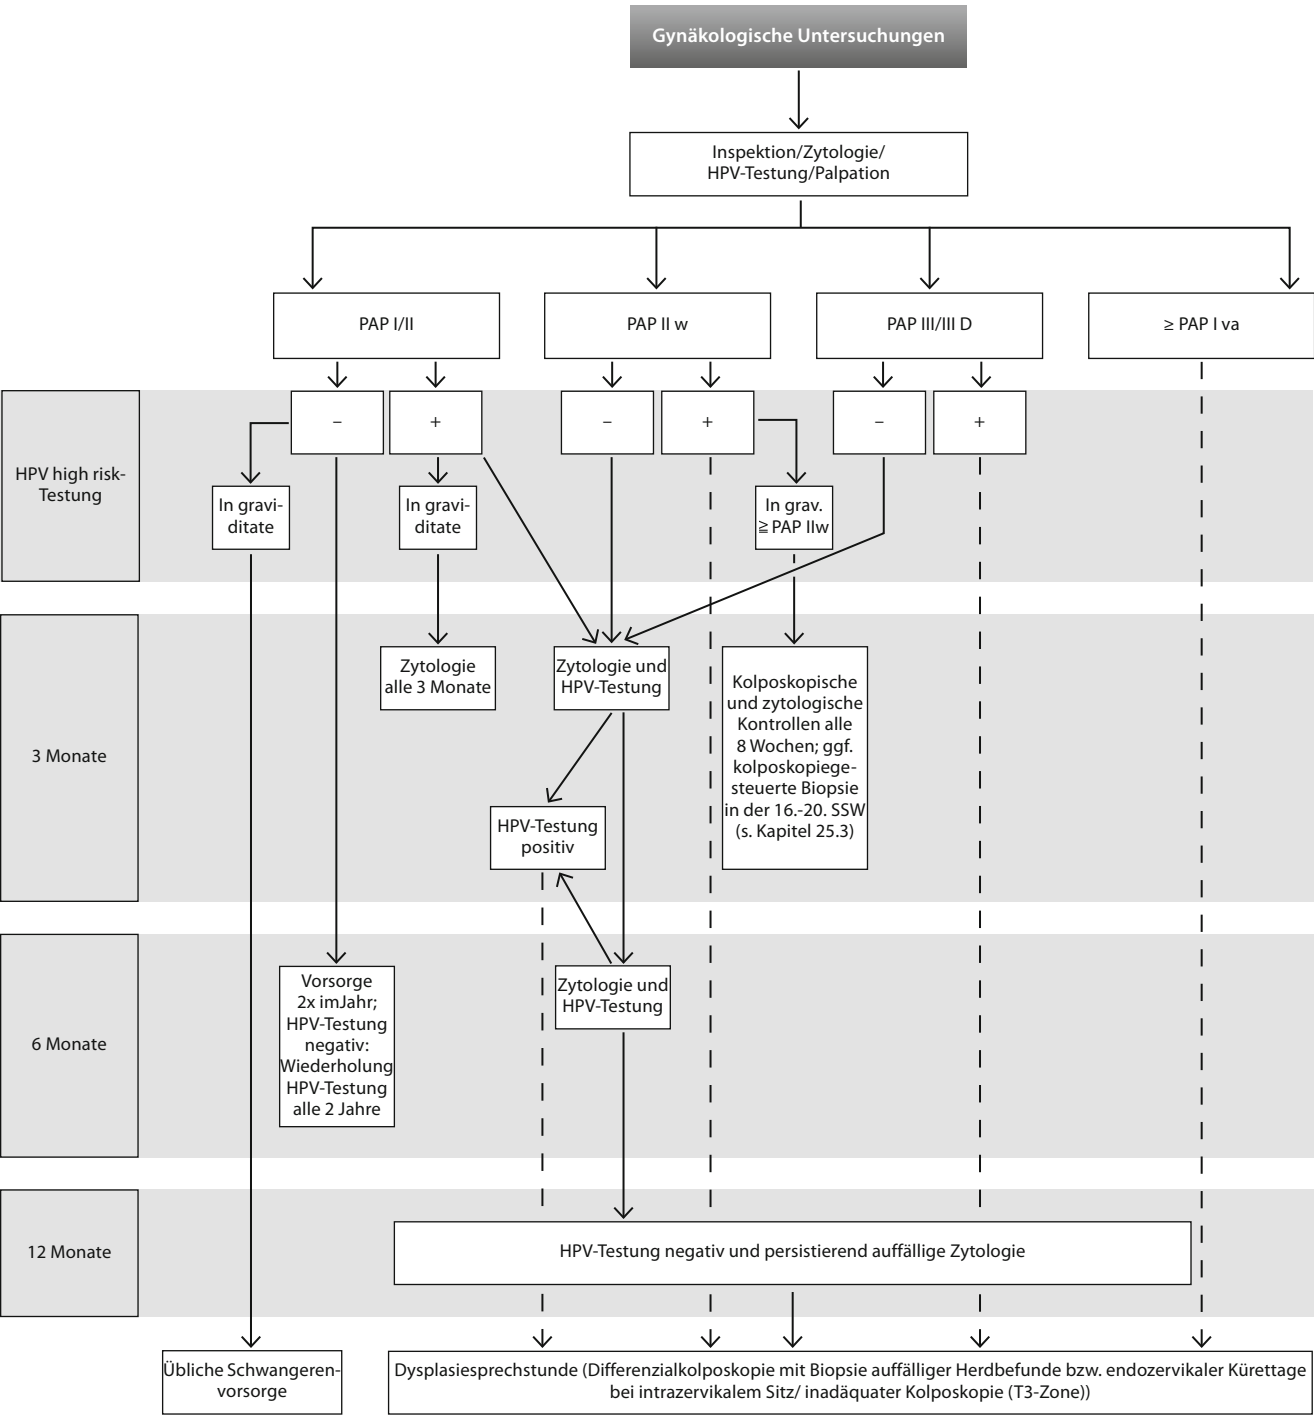 Gynäkologische Untersuchungen
Inspektion/Zytologie/
HPV-Testung/Palpation
PAP I/II
PAP II w
PAP III/III D
≥ PAP I va
HPV high risk-
Testung
–
+
–
+
–
+
In gravi-
ditate
In gravi-
ditate
In grav.
≧ PAP IIw
3 Monate
Zytologie
alle 3 Monate
Zytologie und
HPV-Testung
Kolposkopische
und zytologische
Kontrollen alle
8 Wochen; ggf.
kolposkopiege-
steuerte Biopsie
in der 16.-20. SSW
(s. Kapitel 25.3)
HPV-Testung
positiv
6 Monate
Vorsorge
2x imJahr;
HPV-Testung
negativ:
Wiederholung
HPV-Testung
alle 2 Jahre
Zytologie und
HPV-Testung
12 Monate
HPV-Testung negativ und persistierend auffällige Zytologie
Übliche Schwangeren-
vorsorge
Dysplasiesprechstunde (Differenzialkolposkopie mit Biopsie auffälliger Herdbefunde bzw. endozervikaler Kürettage
bei intrazervikalem Sitz/ inadäquater Kolposkopie (T3-Zone))